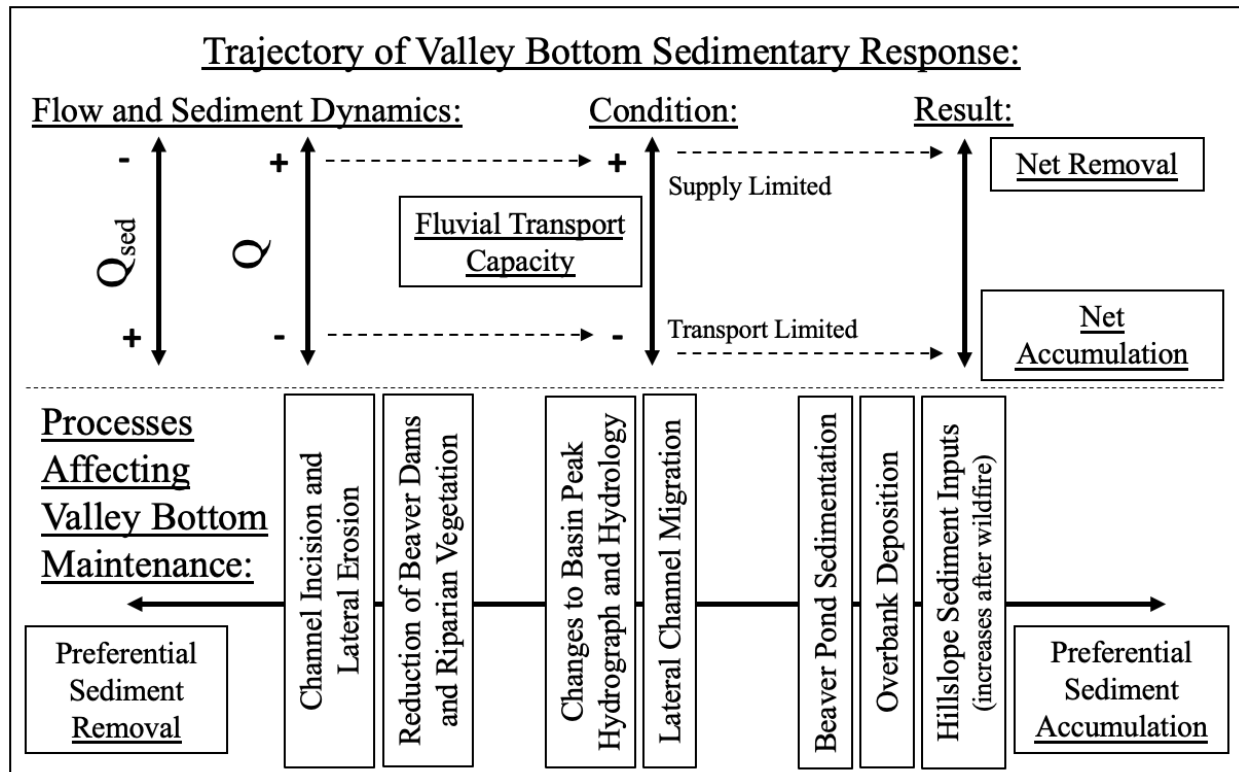 Trajectory of Valley Bottom Sedimentary Response:
Flow and Sediment Dynamics:
Condition:
Result:
-
+
Qsed
+
-
Q
Fluvial Transport
Capacity
+
-
Supply Limited
Transport Limited
Net Removal
Net
Accumulation
Processes
Affecting
Valley Bottom
Maintenance:
Preferential
Sediment
Removal
Channel Incision and
Lateral Erosion
Reduction of Beaver Dams
and Riparian Vegetation
Changes to Basin Peak
Hydrograph and Hydrology
Lateral Channel Migration
Beaver Pond Sedimentation
Overbank Deposition
Hillslope Sediment Inputs
(increases after wildfire)
Preferential
Sediment
Accumulation